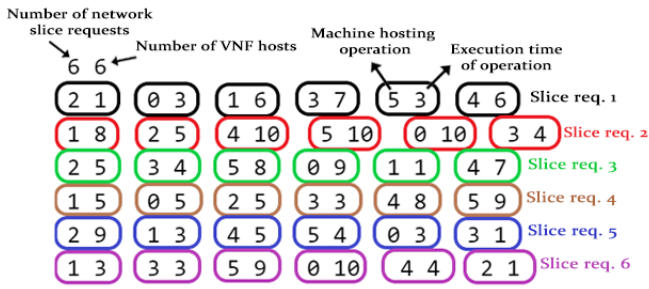 Number of network
slice requests
Number of VNF hosts
Machine hosting
operation
Execution time
of operation
6 6
2 1 0 3 1 6 3 7 5 3 4 6 Slice req. 1
1 8 2 5 4 10 5 10 0 10 3 4 Slice req. 2
2 5 3 4 5 8 0 9 1 1 4 7 Slice req. 3
1 5 0 5 2 5 3 3 4 8 5 9 Slice req. 4
2 9 1 3 4 5 5 4 0 3 3 1 Slice req. 5
1 3 3 3 5 9 0 10 4 4 2 1 Slice req. 6